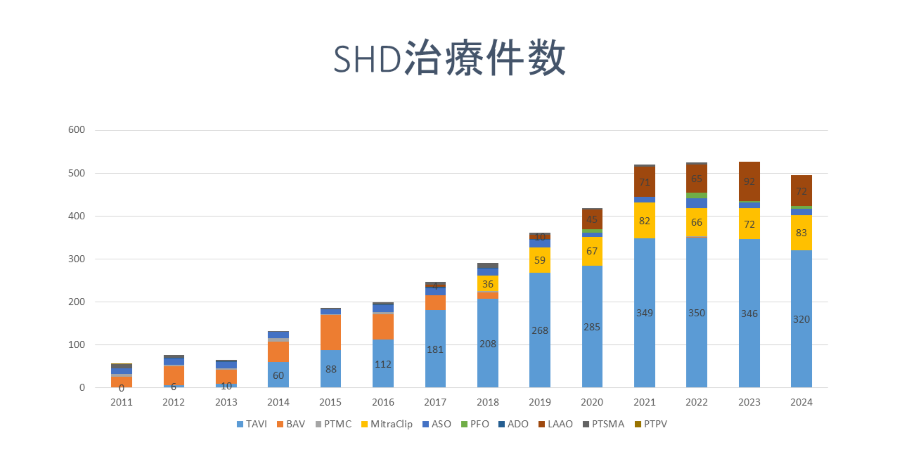 SHD治療件数
600
500
400
300
200
100
0
0 6 10 60 88 112 181 4 208 36 268 59 10 285 67 45 349 82 71 350 66 65 346 72 92 320 83 72
2011 2012 2013 2014 2015 2016 2017 2018 2019 2020 2021 2022 2023 2024
TAVI BAV PTMC MItraClip ASO PFO ADO LAAO PTSMA PTPV